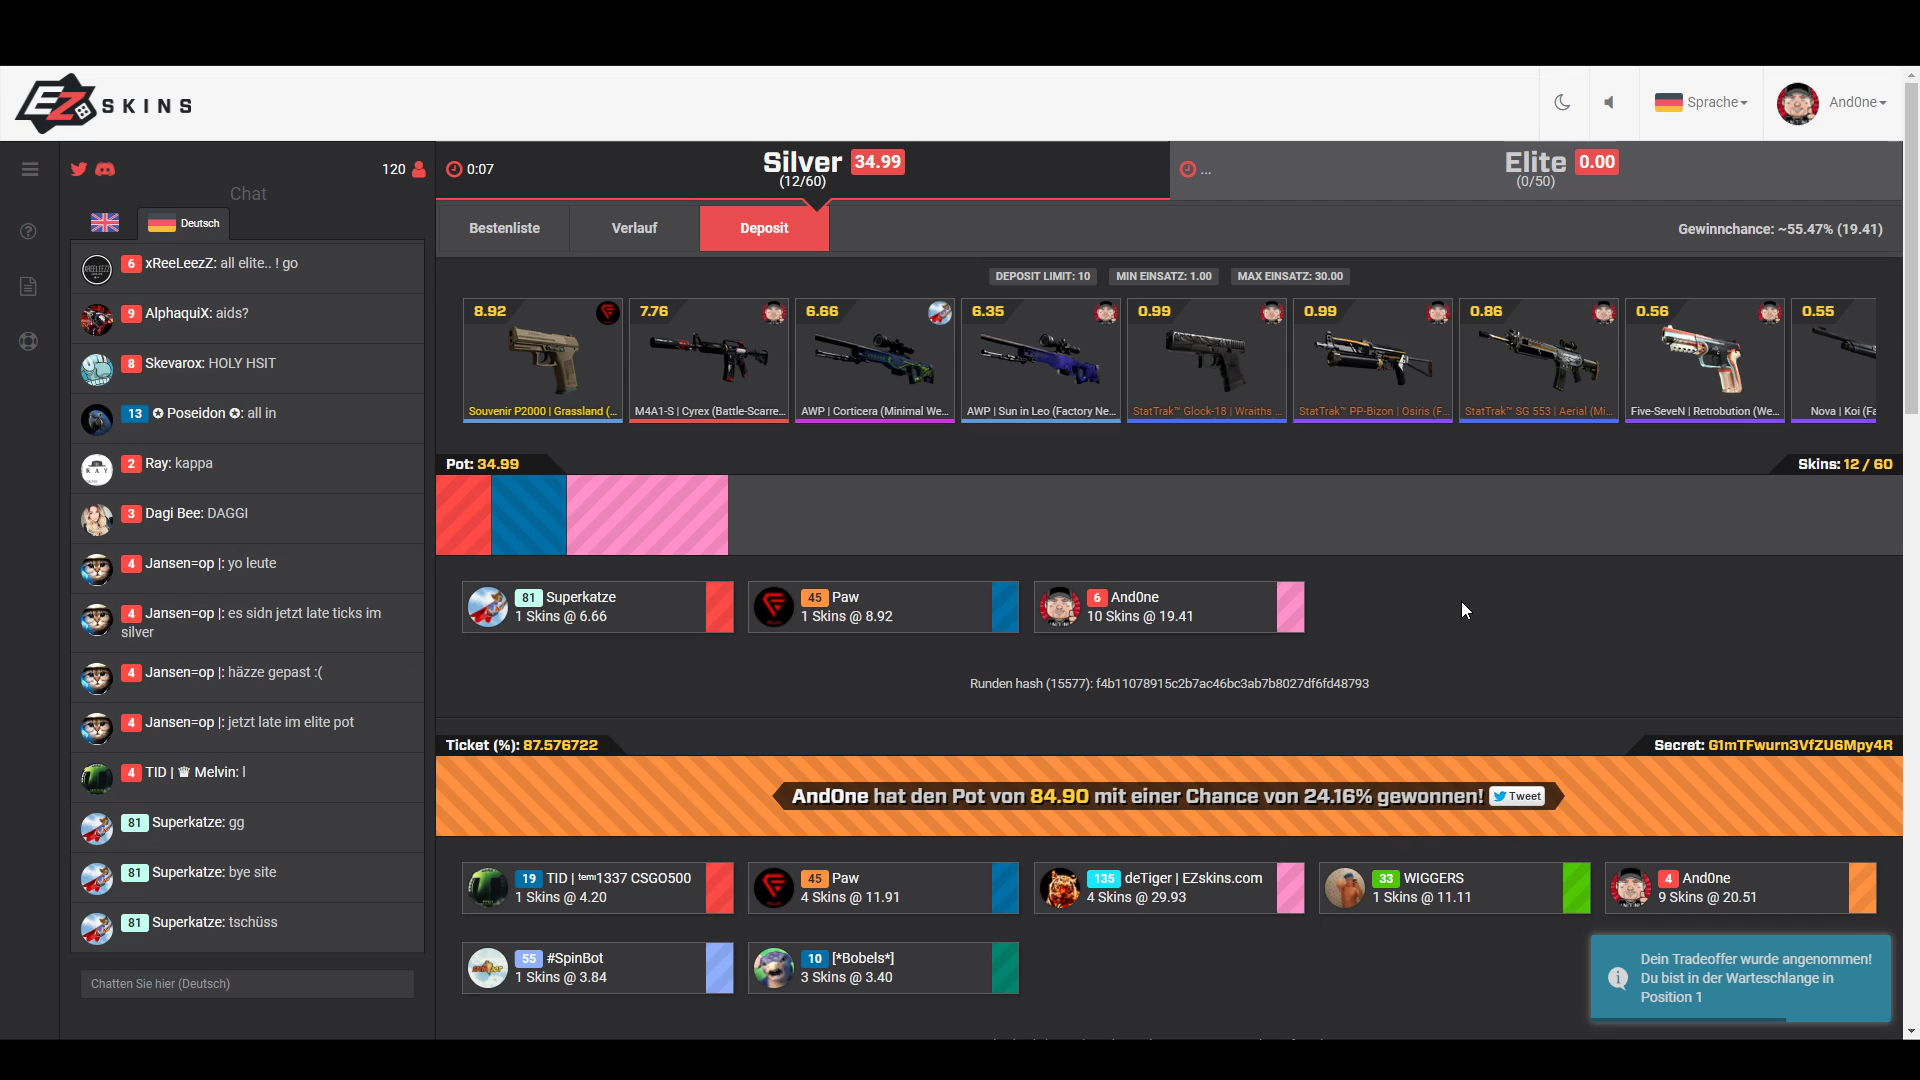 EZ SKINS
Sprache
And0ne
120
0:07
Silver 34.99
(12/60)
...
Elite 0.00
(0/50)
Chat
Deutsch
Bestenliste
Verlauf
Deposit
Gewinnchance: ~55.47% (19.41)
6 xReeLeezZ: all elite.. ! go
9 AlphaquiX: aids?
8 Skevarox: HOLY HSIT
13 ✪ Poseidon ✪: all in
2 Ray: kappa
3 Dagi Bee: DAGGI
4 Jansen=op |: yo leute
4 Jansen=op |: es sidn jetzt late ticks im
silver
4 Jansen=op |: häzze gepast :(
4 Jansen=op |: jetzt late im elite pot
4 TID | ♛ Melvin: l
81 Superkatze: gg
81 Superkatze: bye site
81 Superkatze: tschüss
Chatten Sie hier (Deutsch)
DEPOSIT LIMIT: 10
MIN EINSATZ: 1.00
MAX EINSATZ: 30.00
8.92
Souvenir P2000 | Grassland (...
7.76
M4A1-S | Cyrex (Battle-Scarre...
6.66
AWP | Corticera (Minimal We...
6.35
AWP | Sun in Leo (Factory Ne...
0.99
StatTrak™ Glock-18 | Wraiths ...
0.99
StatTrak™ PP-Bizon | Osiris (F...
0.86
StatTrak™ SG 553 | Aerial (Mi...
0.56
Five-SeveN | Retrobution (We...
0.55
Nova | Koi (Fa
Pot: 34.99
Skins: 12 / 60
81 Superkatze
1 Skins @ 6.66
45 Paw
1 Skins @ 8.92
6 And0ne
10 Skins @ 19.41
Runden hash (15577): f4b11078915c2b7ac46bc3ab7b8027df6fd48793
Ticket (%): 87.576722
Secret: G1mTFwurn3VfZU6Mpy4R
And0ne hat den Pot von 84.90 mit einer Chance von 24.16% gewonnen! Tweet
19 TID | ᵗᵉᵐ1337 CSGO500
1 Skins @ 4.20
45 Paw
4 Skins @ 11.91
135 deTiger | EZskins.com
4 Skins @ 29.93
33 WIGGERS
1 Skins @ 11.11
4 And0ne
9 Skins @ 20.51
55 #SpinBot
1 Skins @ 3.84
10 [*Bobels*]
3 Skins @ 3.40
Dein Tradeoffer wurde angenommen!
Du bist in der Warteschlange in
Position 1